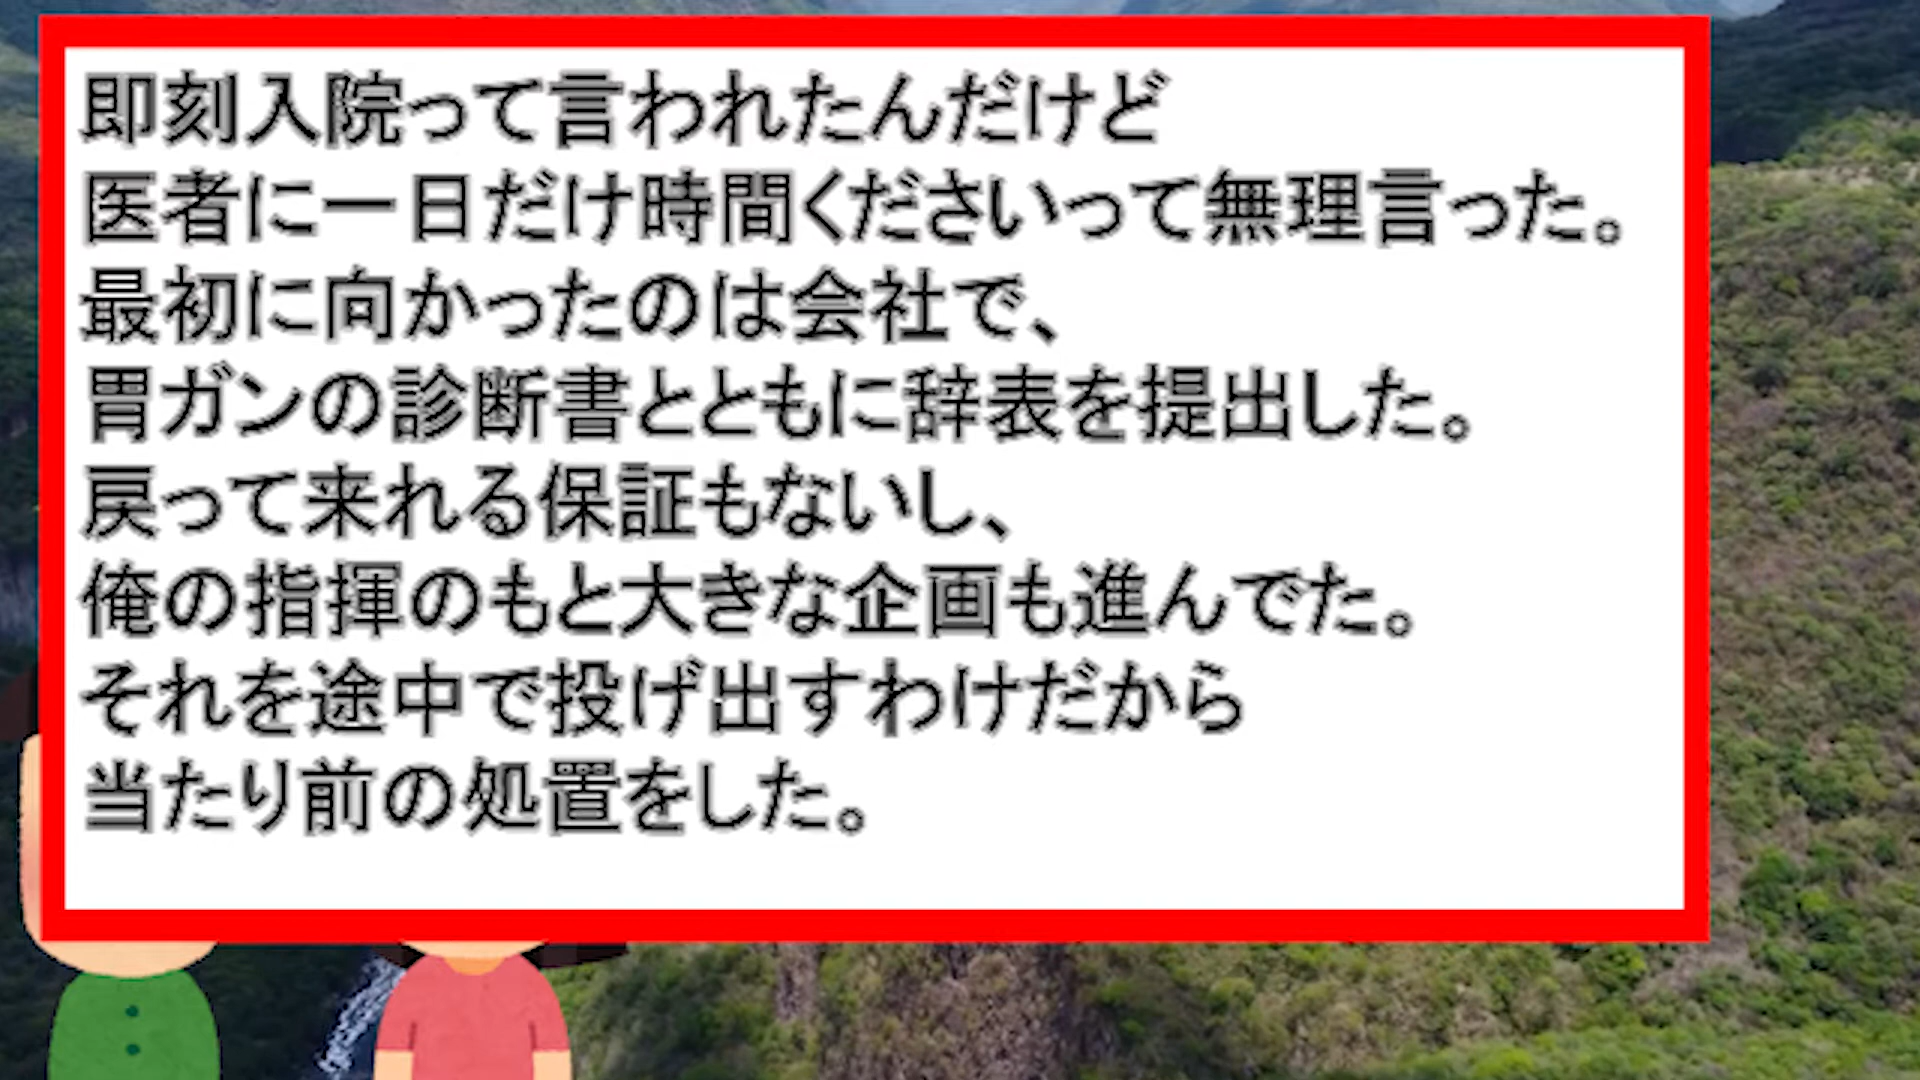 即刻入院って言われたんだけど
医者に一日だけ時間くださいって無理言った。
最初に向かったのは会社で、
胃ガンの診断書とともに辞表を提出した。
戻って来れる保証もないし、
俺の指揮のもと大きな企画も進んでた。
それを途中で投げ出すわけだから
当たり前の処置をした。